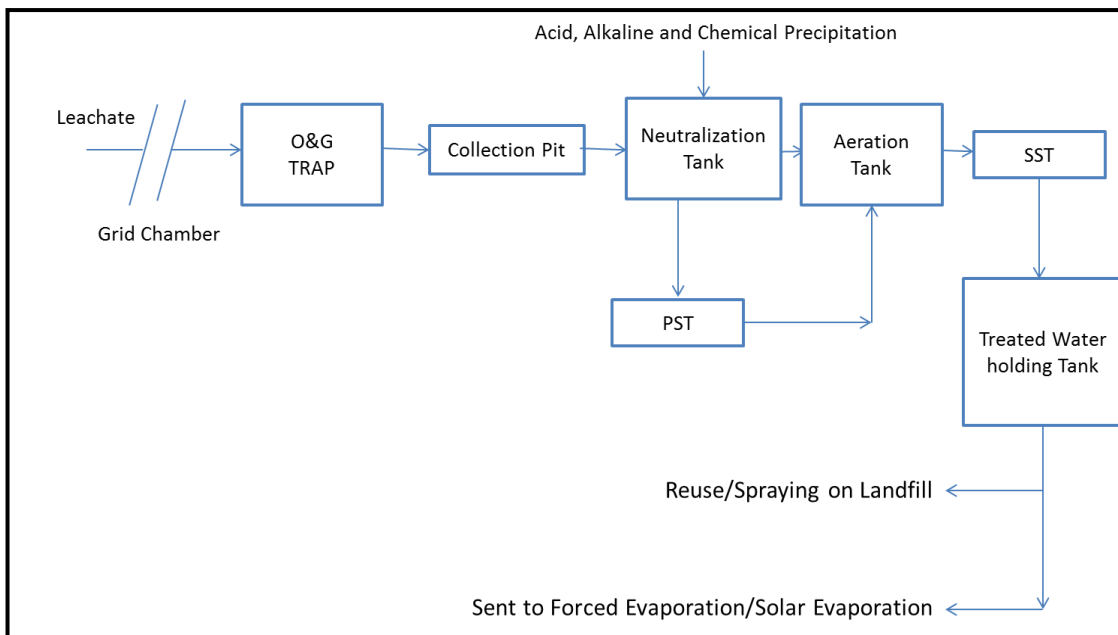 Acid, Alkaline and Chemical Precipitation
Leachate
O&G
TRAP
Collection Pit
Neutralization
Tank
Aeration
Tank
SST
Grid Chamber
PST
Treated Water
holding Tank
Reuse/Spraying on Landfill
Sent to Forced Evaporation/Solar Evaporation